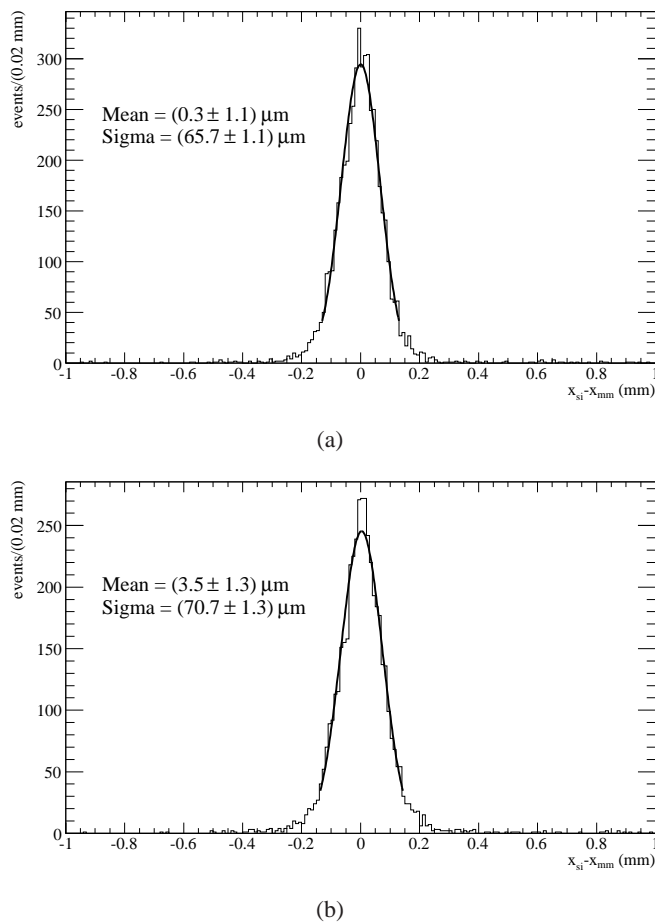 events/(0.02 mm)
300
250
200
150
100
50
0
Mean = (0.3 ± 1.1) μm
Sigma = (65.7 ± 1.1) μm
-1 -0.8 -0.6 -0.4 -0.2 0 0.2 0.4 0.6 0.8 1
x_si-x_mm (mm)
(a)
events/(0.02 mm)
250
200
150
100
50
0
Mean = (3.5 ± 1.3) μm
Sigma = (70.7 ± 1.3) μm
-1 -0.8 -0.6 -0.4 -0.2 0 0.2 0.4 0.6 0.8 1
x_si-x_mm (mm)
(b)